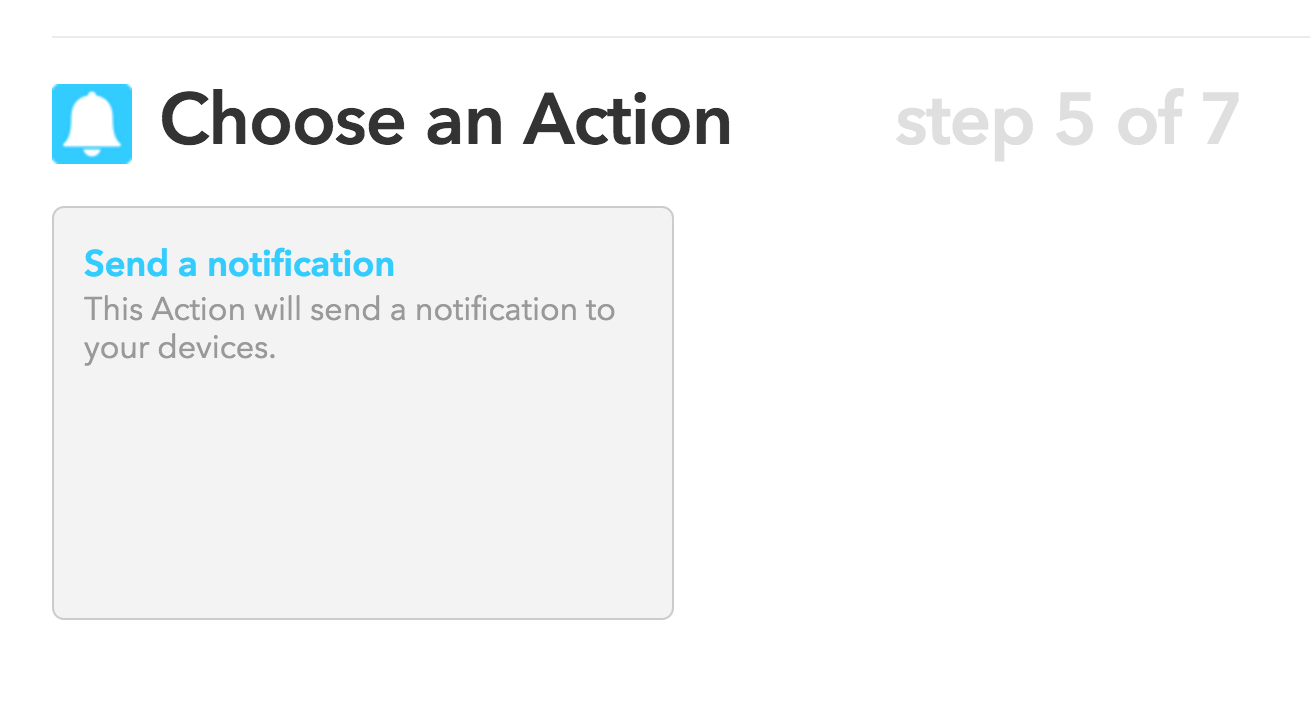 Choose an Action
step 5 of 7
Send a notification
This Action will send a notification to
your devices.